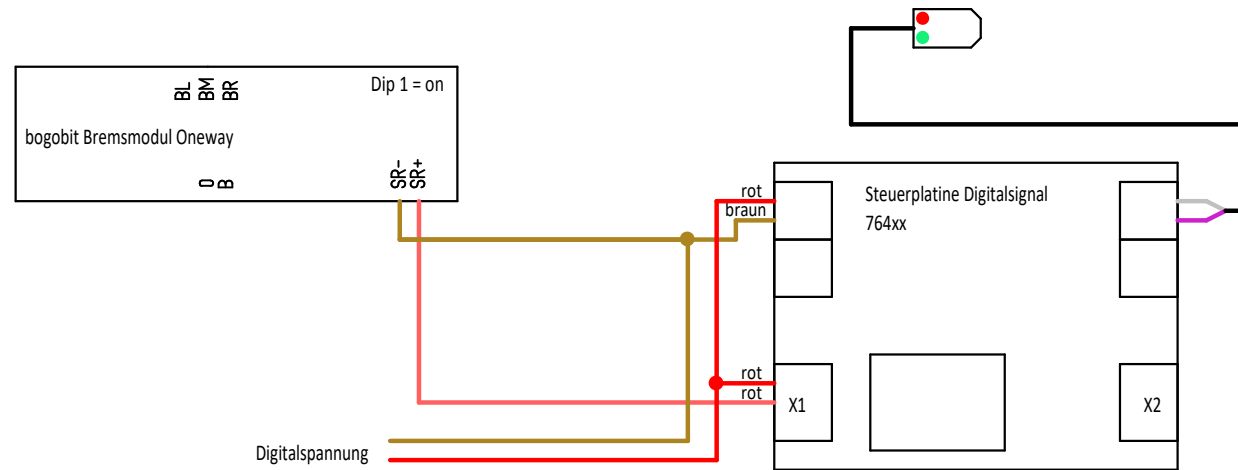 BL BM BR
Dip 1 = on
bogobit Bremsmodul Oneway
O B
SR- SR+
rot
braun
Steuerplatine Digitalsignal
764xx
rot
rot
X1
X2
Digitalspannung